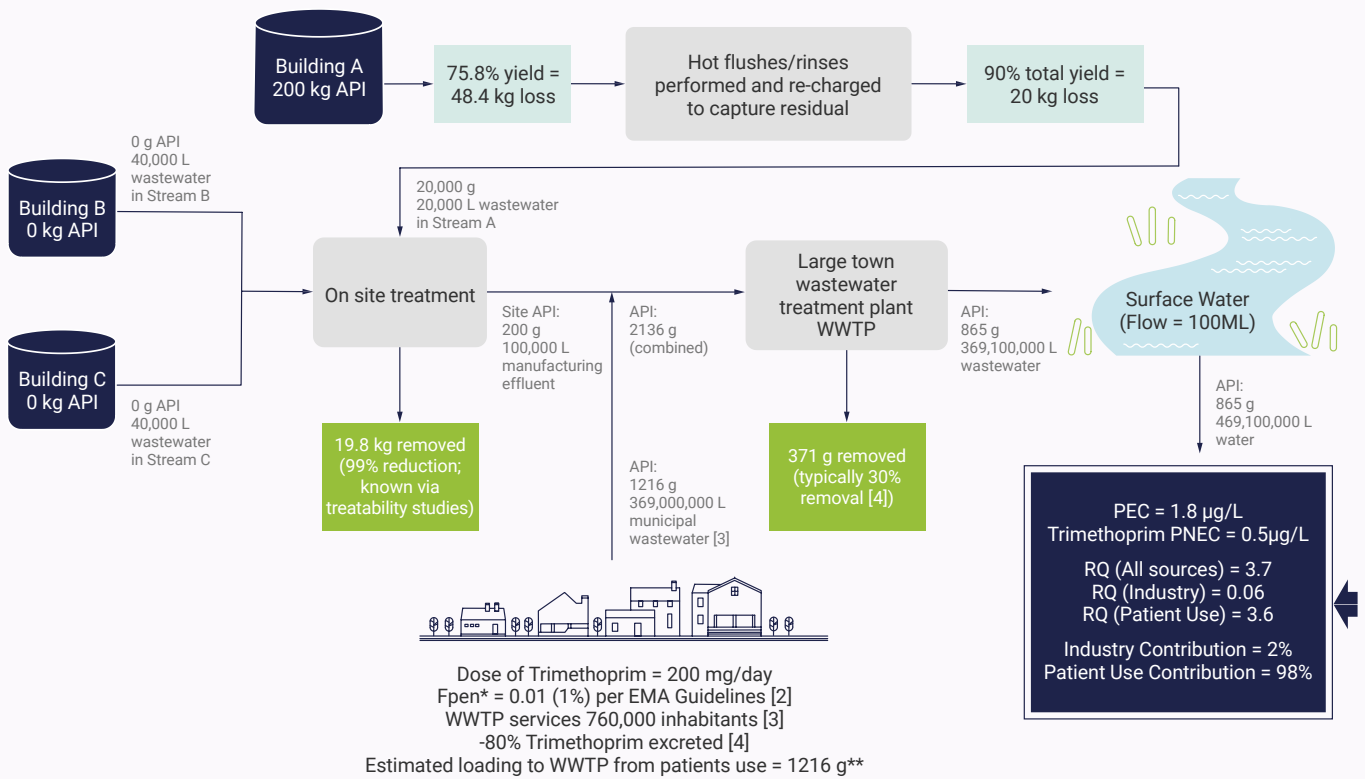 Building A
200 kg API
75.8% yield =
48.4 kg loss
Hot flushes/rinses
performed and re-charged
to capture residual
90% total yield =
20 kg loss
0 g API
40,000 L
wastewater
in Stream B
Building B
0 kg API
20,000 g
20,000 L wastewater
in Stream A
On site treatment
Large town
wastewater
treatment plant
WWTP
Surface Water
(Flow = 100ML)
Site API:
200 g
100,000 L
manufacturing
effluent
API:
2136 g
(combined)
API:
865 g
369,100,000 L
wastewater
Building C
0 kg API
0 g API
40,000 L
wastewater
in Stream C
API:
865 g
469,100,000 L
water
19.8 kg removed
(99% reduction;
known via
treatability studies)
API:
1216 g
369,000,000 L
municipal
wastewater [3]
371 g removed
(typically 30%
removal [4])
PEC = 1.8 µg/L
Trimethoprim PNEC = 0.5µg/L
RQ (All sources) = 3.7
RQ (Industry) = 0.06
RQ (Patient Use) = 3.6
Industry Contribution = 2%
Patient Use Contribution = 98%
Dose of Trimethoprim = 200 mg/day
Fpen* = 0.01 (1%) per EMA Guidelines [2]
WWTP services 760,000 inhabitants [3]
-80% Trimethoprim excreted [4]
Estimated loading to WWTP from patients use = 1216 g**